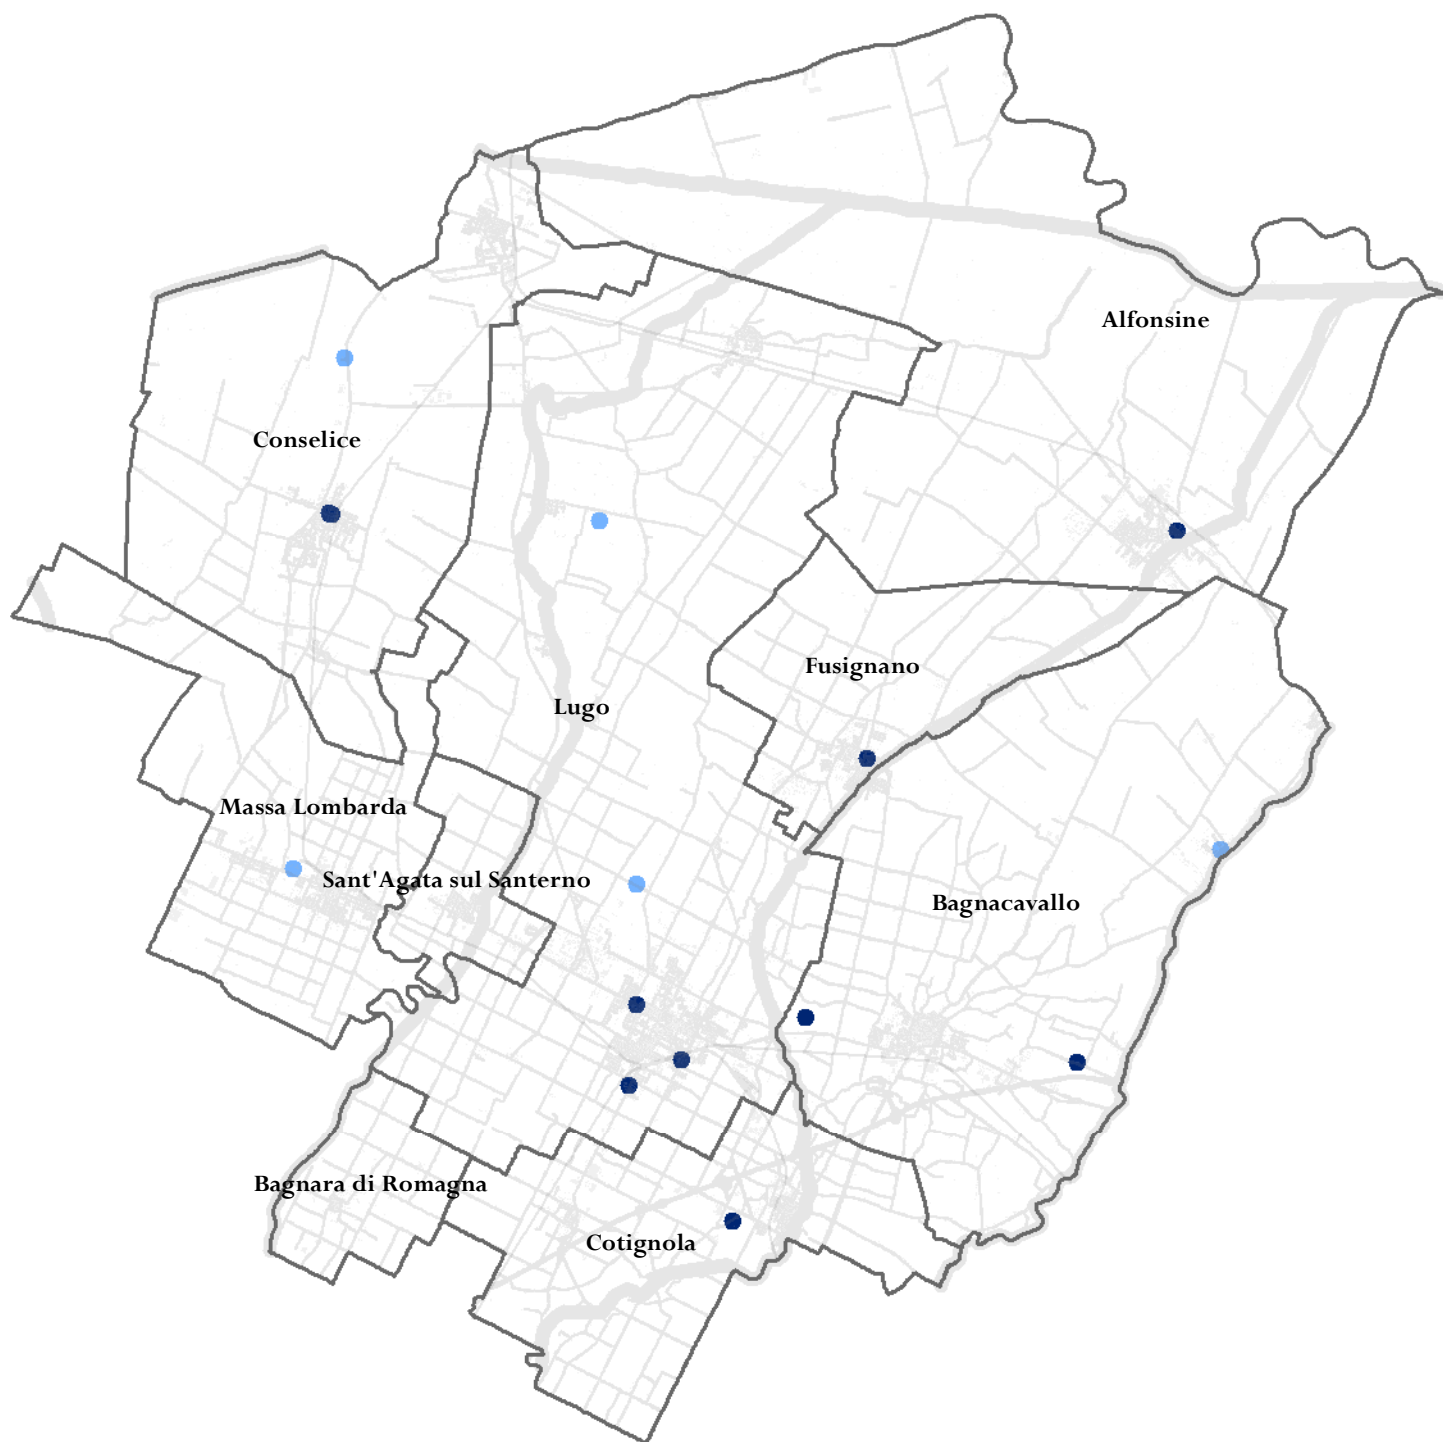 Alfonsine
Conselice
Fusignano
Lugo
Massa Lombarda
Sant'Agata sul Santerno
Bagnacavallo
Bagnara di Romagna
Cotignola